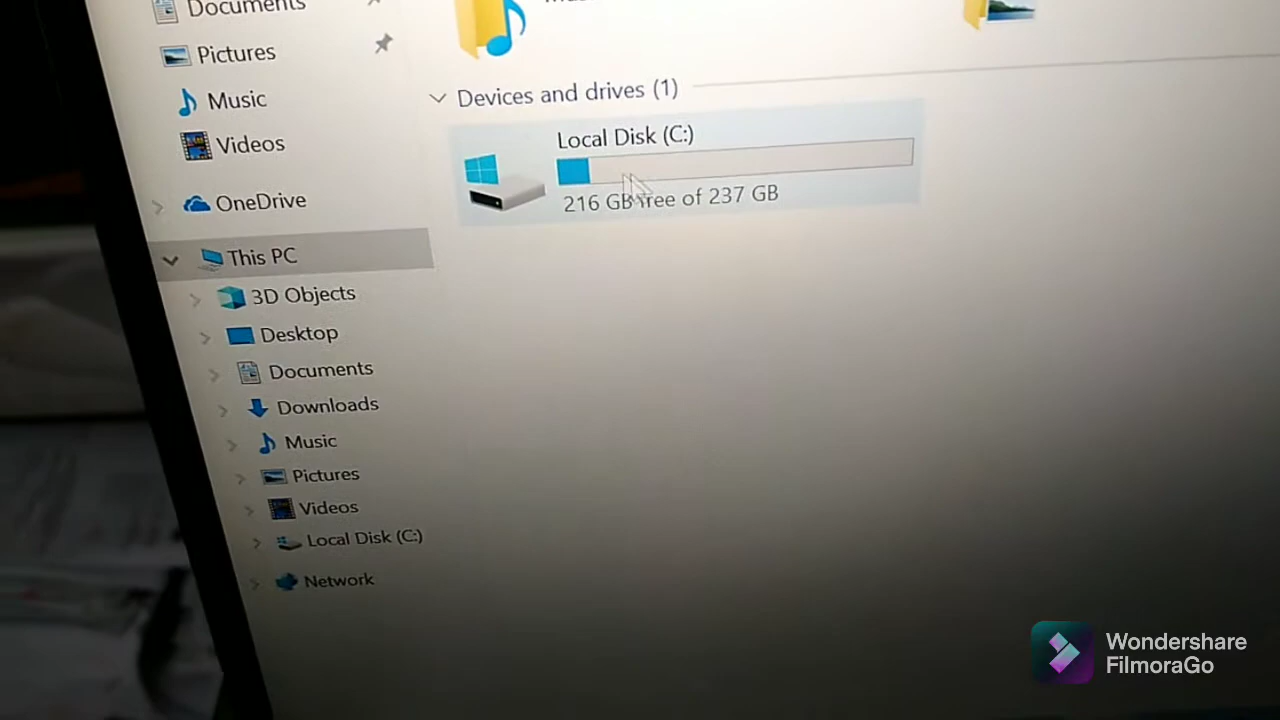 Documents
Pictures
Music
Videos
OneDrive
This PC
3D Objects
Desktop
Documents
Downloads
Music
Pictures
Videos
Local Disk (C:)
Network
Devices and drives (1)
Local Disk (C:)
216 GB free of 237 GB
Wondershare
FilmoraGo